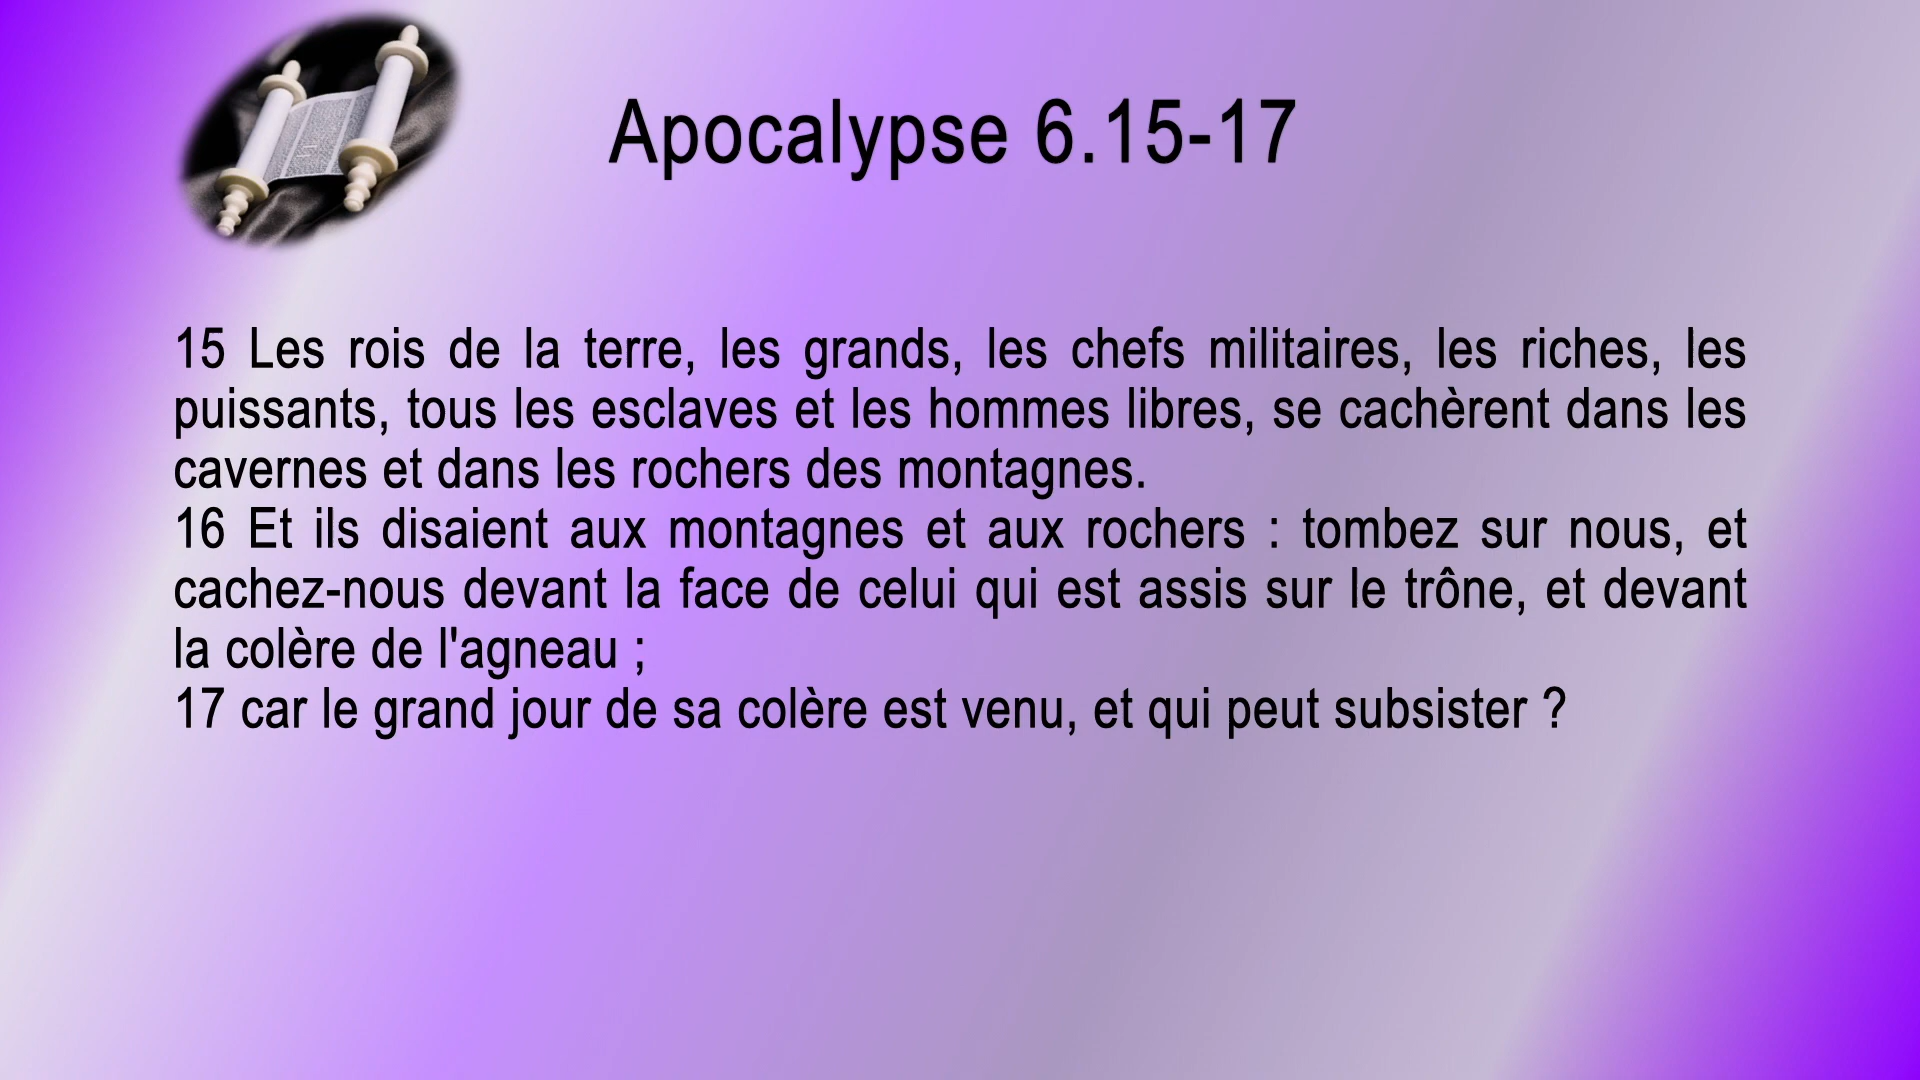 Apocalypse 6.15-17
15 Les rois de la terre, les grands, les chefs militaires, les riches, les
puissants, tous les esclaves et les hommes libres, se cachèrent dans les
cavernes et dans les rochers des montagnes.
16 Et ils disaient aux montagnes et aux rochers : tombez sur nous, et
cachez-nous devant la face de celui qui est assis sur le trône, et devant
la colère de l'agneau ;
17 car le grand jour de sa colère est venu, et qui peut subsister ?